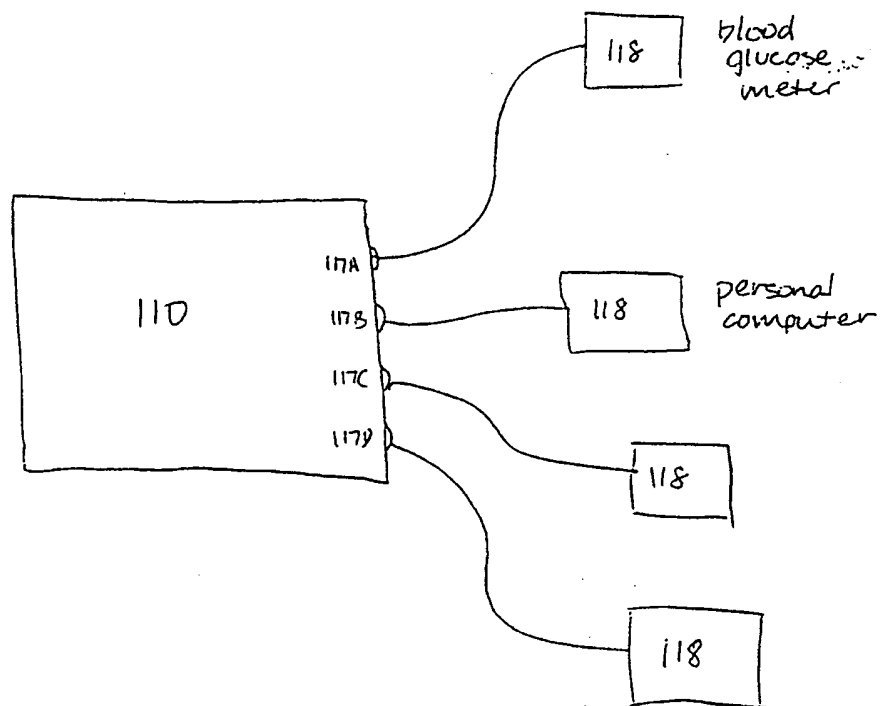 118
blood
glucose
meter
117A
110
117B
118
personal
computer
117C
117D
118
118